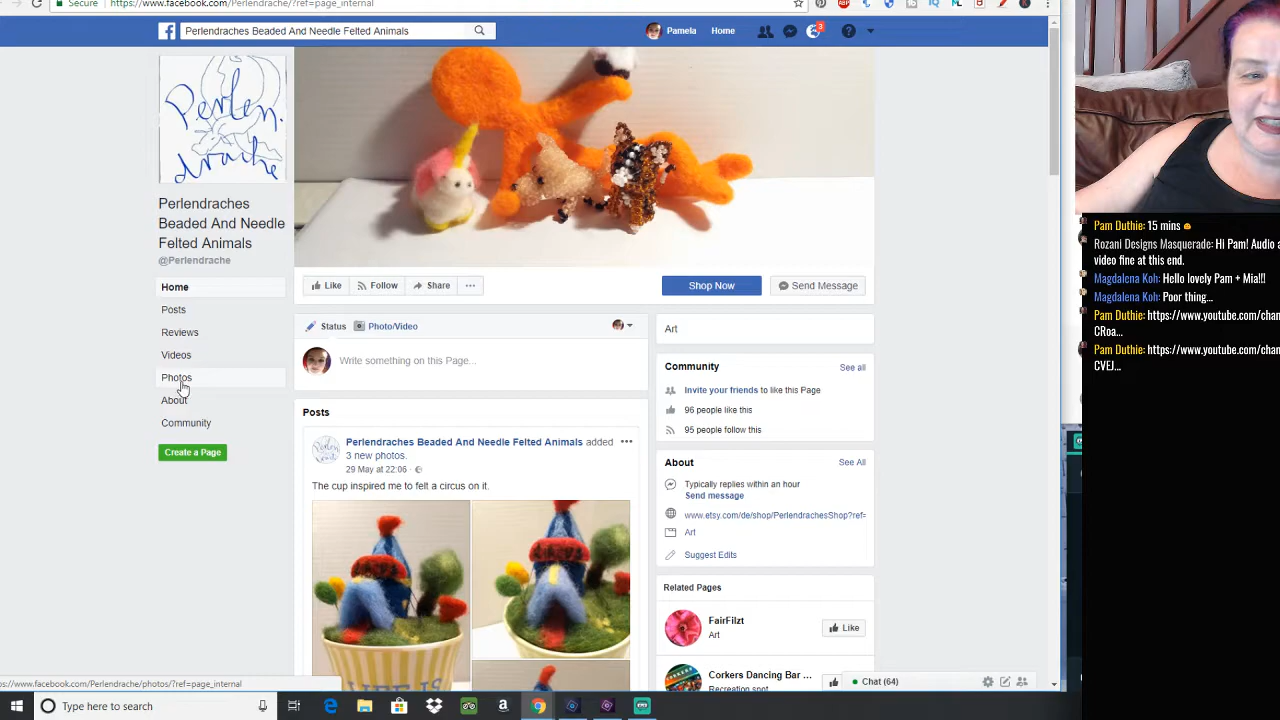 Secure
https://www.facebook.com/Perlendrache/?ref=page_internal
Perlendraches Beaded And Needle Felted Animals
Pamela
Home
3
Perlen.
drache
Perlendraches
Beaded And Needle
Felted Animals
@Perlendrache
Home
Posts
Reviews
Videos
Photos
About
Community
Create a Page
Like
Follow
Share
Shop Now
Send Message
Status
Photo/Video
Write something on this Page...
Posts
Perlendraches Beaded And Needle Felted Animals added
3 new photos.
29 May at 22:06
The cup inspired me to felt a circus on it.
Art
Community
See all
Invite your friends to like this Page
96 people like this
95 people follow this
About
See All
Typically replies within an hour
Send message
www.etsy.com/de/shop/PerlendrachesShop?ref=
Art
Suggest Edits
Related Pages
FairFilzt
Art
Like
Corkers Dancing Bar ...
Recreation spot
Chat (64)
Pam Duthie: 15 mins
Rozani Designs Masquerade: Hi Pam! Audio a
video fine at this end.
Magdalena Koh: Hello lovely Pam + Mia!!!
Magdalena Koh: Poor thing...
Pam Duthie: https://www.youtube.com/chan
CRoa...
Pam Duthie: https://www.youtube.com/chan
CVEJ...
ps://www.facebook.com/Perlendrache/photos/?ref=page_internal
Type here to search